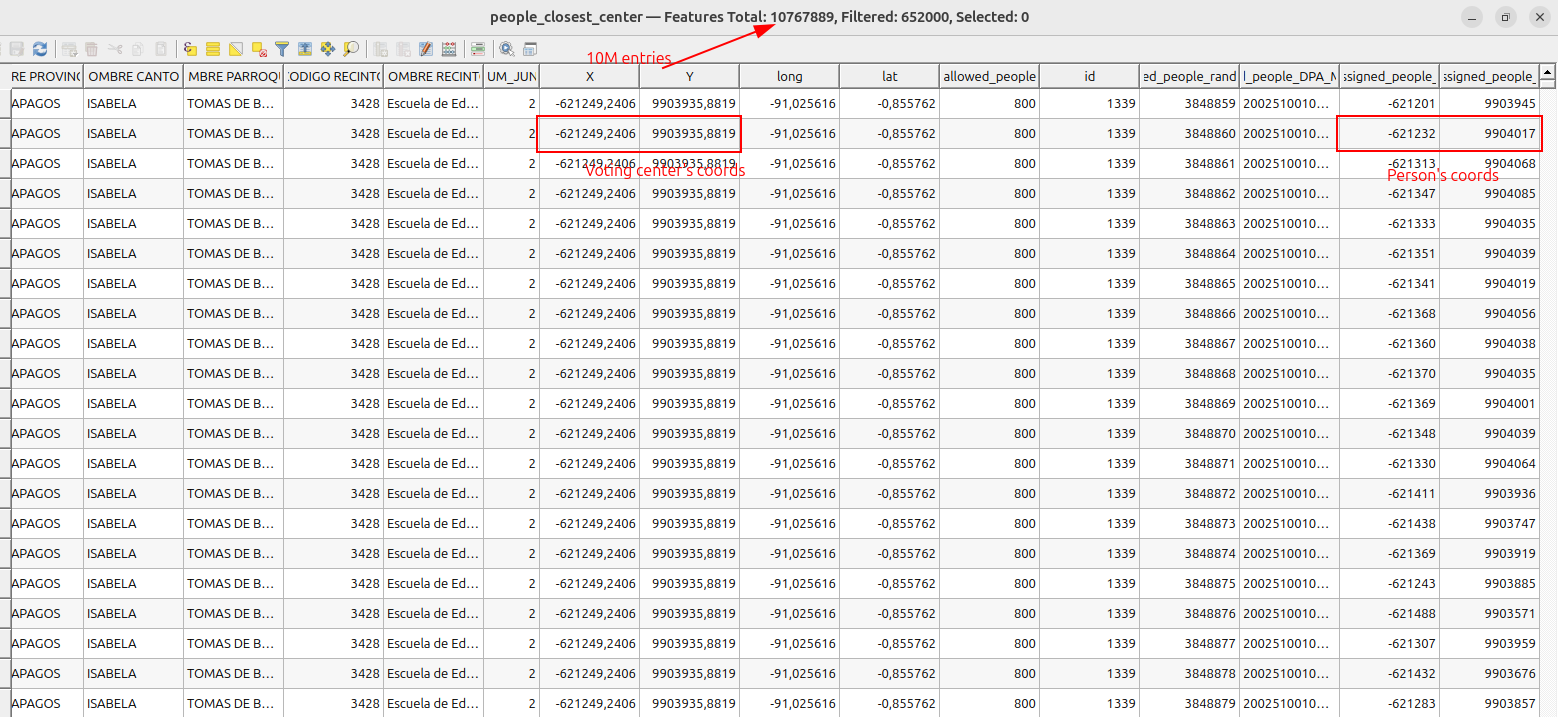 people_closest_center — Features Total: 10767889, Filtered: 652000, Selected: 0
10M entries
RE PROVINC OMBRE CANTO MBRE PARROQU CODIGO RECINTO OMBRE RECINT UM_JUN X Y long lat allowed_people id ed_people_rand l_people_DPA_M ssigned_people_ ssigned_people_
APAGOS ISABELA TOMAS DE B... 3428 Escuela de Ed... 2 -621249,2406 9903935,8819 -91,025616 -0,855762 800 1339 3848859 2002510010... -621201 9903945
APAGOS ISABELA TOMAS DE B... 3428 Escuela de Ed... 2 -621249,2406 9903935,8819 -91,025616 -0,855762 800 1339 3848860 2002510010... -621232 9904017
APAGOS ISABELA TOMAS DE B... 3428 Escuela de Ed... 2 -621249,2406 9903935,8819 -91,025616 -0,855762 800 1339 3848861 2002510010... -621313 9904068
Voting center's coords Person's coords
APAGOS ISABELA TOMAS DE B... 3428 Escuela de Ed... 2 -621249,2406 9903935,8819 -91,025616 -0,855762 800 1339 3848862 2002510010... -621347 9904085
APAGOS ISABELA TOMAS DE B... 3428 Escuela de Ed... 2 -621249,2406 9903935,8819 -91,025616 -0,855762 800 1339 3848863 2002510010... -621333 9904035
APAGOS ISABELA TOMAS DE B... 3428 Escuela de Ed... 2 -621249,2406 9903935,8819 -91,025616 -0,855762 800 1339 3848864 2002510010... -621351 9904039
APAGOS ISABELA TOMAS DE B... 3428 Escuela de Ed... 2 -621249,2406 9903935,8819 -91,025616 -0,855762 800 1339 3848865 2002510010... -621341 9904019
APAGOS ISABELA TOMAS DE B... 3428 Escuela de Ed... 2 -621249,2406 9903935,8819 -91,025616 -0,855762 800 1339 3848866 2002510010... -621368 9904056
APAGOS ISABELA TOMAS DE B... 3428 Escuela de Ed... 2 -621249,2406 9903935,8819 -91,025616 -0,855762 800 1339 3848867 2002510010... -621360 9904038
APAGOS ISABELA TOMAS DE B... 3428 Escuela de Ed... 2 -621249,2406 9903935,8819 -91,025616 -0,855762 800 1339 3848868 2002510010... -621370 9904035
APAGOS ISABELA TOMAS DE B... 3428 Escuela de Ed... 2 -621249,2406 9903935,8819 -91,025616 -0,855762 800 1339 3848869 2002510010... -621369 9904001
APAGOS ISABELA TOMAS DE B... 3428 Escuela de Ed... 2 -621249,2406 9903935,8819 -91,025616 -0,855762 800 1339 3848870 2002510010... -621348 9904039
APAGOS ISABELA TOMAS DE B... 3428 Escuela de Ed... 2 -621249,2406 9903935,8819 -91,025616 -0,855762 800 1339 3848871 2002510010... -621330 9904064
APAGOS ISABELA TOMAS DE B... 3428 Escuela de Ed... 2 -621249,2406 9903935,8819 -91,025616 -0,855762 800 1339 3848872 2002510010... -621411 9903936
APAGOS ISABELA TOMAS DE B... 3428 Escuela de Ed... 2 -621249,2406 9903935,8819 -91,025616 -0,855762 800 1339 3848873 2002510010... -621438 9903747
APAGOS ISABELA TOMAS DE B... 3428 Escuela de Ed... 2 -621249,2406 9903935,8819 -91,025616 -0,855762 800 1339 3848874 2002510010... -621369 9903919
APAGOS ISABELA TOMAS DE B... 3428 Escuela de Ed... 2 -621249,2406 9903935,8819 -91,025616 -0,855762 800 1339 3848875 2002510010... -621243 9903885
APAGOS ISABELA TOMAS DE B... 3428 Escuela de Ed... 2 -621249,2406 9903935,8819 -91,025616 -0,855762 800 1339 3848876 2002510010... -621488 9903571
APAGOS ISABELA TOMAS DE B... 3428 Escuela de Ed... 2 -621249,2406 9903935,8819 -91,025616 -0,855762 800 1339 3848877 2002510010... -621307 9903959
APAGOS ISABELA TOMAS DE B... 3428 Escuela de Ed... 2 -621249,2406 9903935,8819 -91,025616 -0,855762 800 1339 3848878 2002510010... -621432 9903676
APAGOS ISABELA TOMAS DE B... 3428 Escuela de Ed... 2 -621249,2406 9903935,8819 -91,025616 -0,855762 800 1339 3848879 2002510010... -621283 9903857